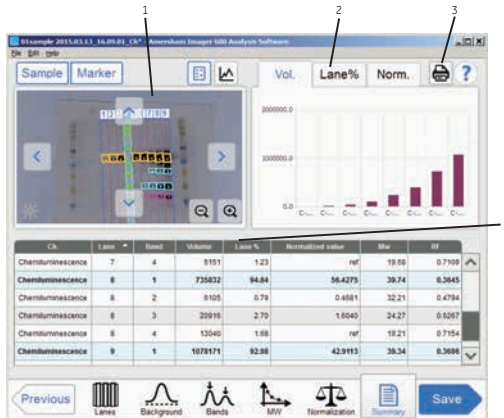 1 2 3
01sample 2015.03.13_16.09.01_Ch* - Amersham Imager 680 Analysis Software
File Edit Help
Sample Marker Vol. Lane% Norm. ?
2000000.0
1000000.0
0.0
C-... C-... C-... C-... C-... C-... C-... C-...
Ch. Lane Band Volume Lane % Normalized value Mw Rf
Chemiluminescence 7 4 5151 1.23 ref 19.58 0.7109
Chemiluminescence 8 1 735832 94.84 56.4275 39.74 0.3645
Chemiluminescence 8 2 6105 0.79 0.4681 32.21 0.4794
Chemiluminescence 8 3 20916 2.70 1.6040 24.27 0.6267
Chemiluminescence 8 4 13040 1.68 ref 19.21 0.7154
Chemiluminescence 9 1 1078171 92.98 42.9113 39.34 0.3686
Previous Lanes Background Bands MW Normalization Summary Save